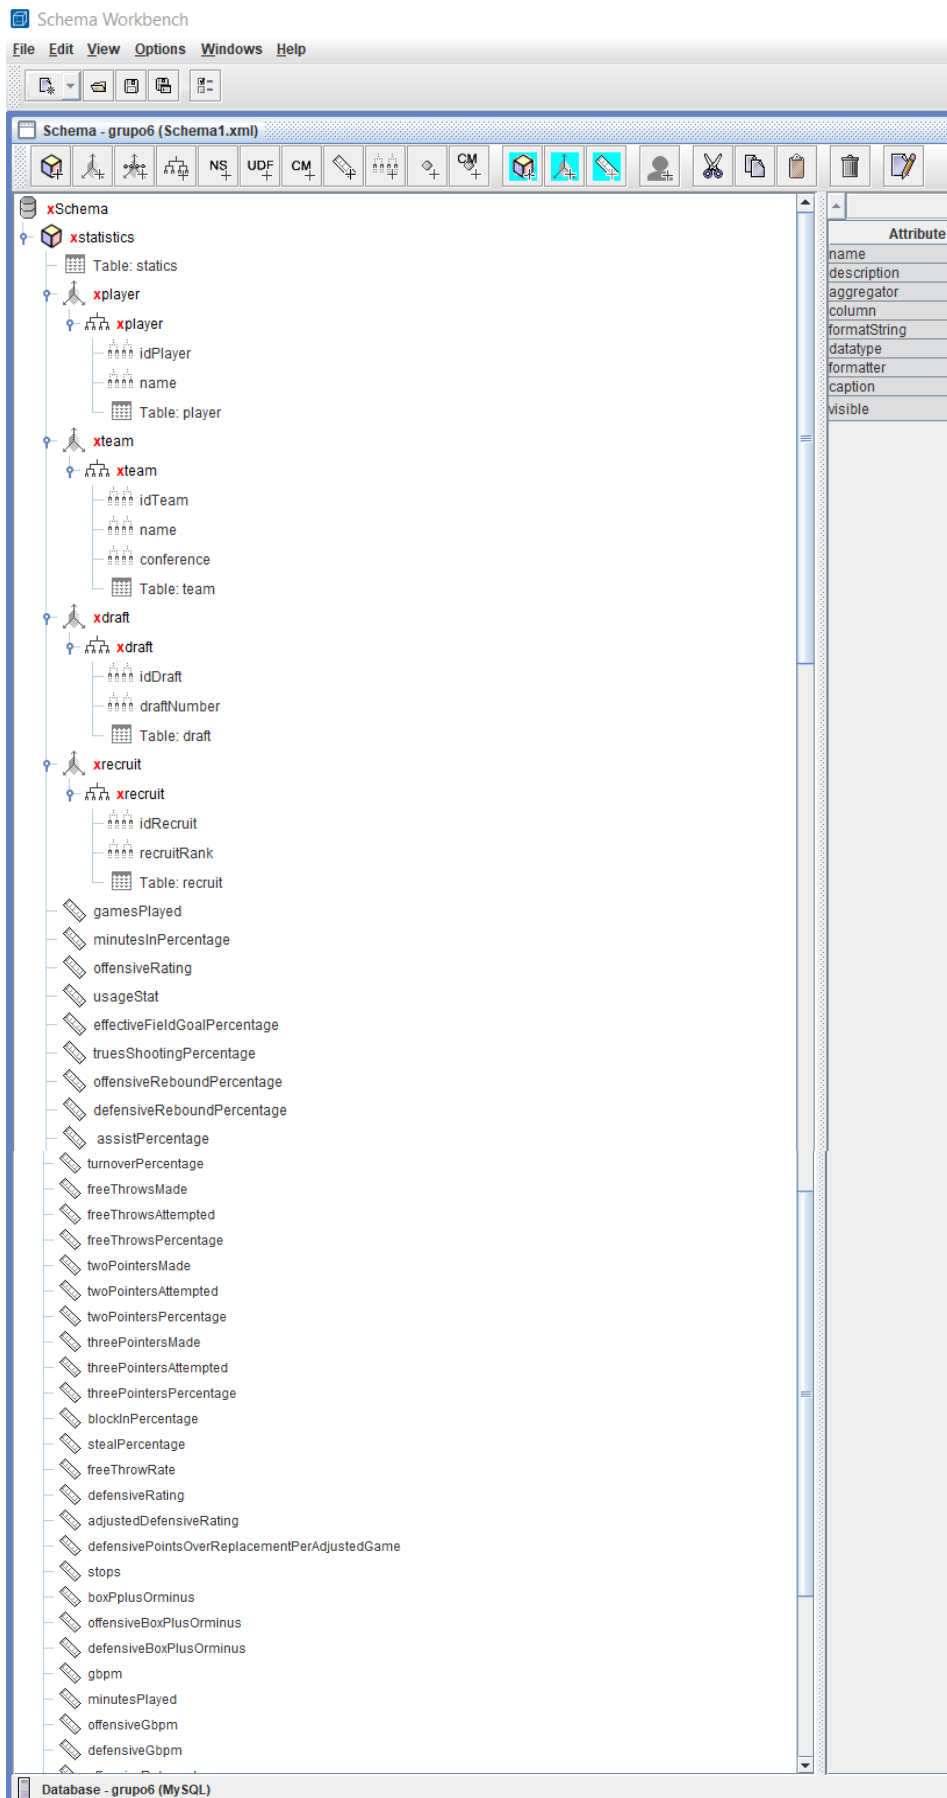 Schema Workbench
File Edit View Options Windows Help
Schema - grupo6 (Schema1.xml)
NS UDF CM CM
xSchema
xstatistics
Table: statics
xplayer
xplayer
idPlayer
name
Table: player
xteam
xteam
idTeam
name
conference
Table: team
xdraft
xdraft
idDraft
draftNumber
Table: draft
xrecruit
xrecruit
idRecruit
recruitRank
Table: recruit
gamesPlayed
minutesInPercentage
offensiveRating
usageStat
effectiveFieldGoalPercentage
truesShootingPercentage
offensiveReboundPercentage
defensiveReboundPercentage
assistPercentage
turnoverPercentage
freeThrowsMade
freeThrowsAttempted
freeThrowsPercentage
twoPointersMade
twoPointersAttempted
twoPointersPercentage
threePointersMade
threePointersAttempted
threePointersPercentage
blockInPercentage
stealPercentage
freeThrowRate
defensiveRating
adjustedDefensiveRating
defensivePointsOverReplacementPerAdjustedGame
stops
boxPplusOrminus
offensiveBoxPlusOrminus
defensiveBoxPlusOrminus
gbpm
minutesPlayed
offensiveGbpm
defensiveGbpm
Attribute
name
description
aggregator
column
formatString
datatype
formatter
caption
visible
Database - grupo6 (MySQL)